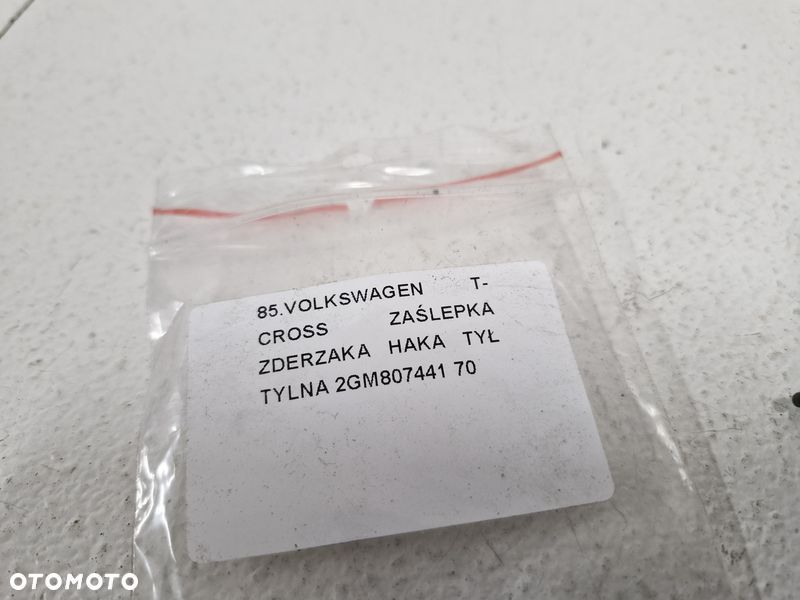 85.VOLKSWAGEN T-
CROSS ZAŚLEPKA
ZDERZAKA HAKA TYŁ
TYLNA 2GM807441 70
OTOMOTO